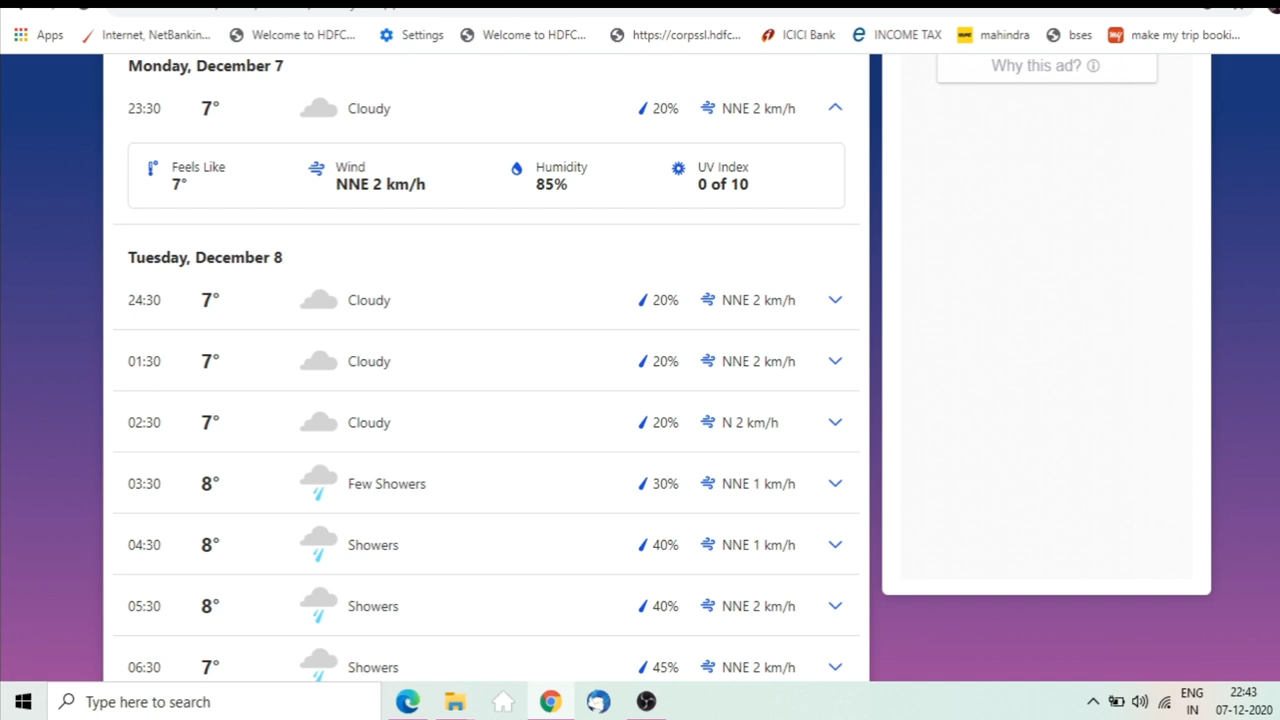 Apps Internet, NetBankin... Welcome to HDFC... Settings Welcome to HDFC... https://corpssl.hdfc... ICICI Bank INCOME TAX mahindra bses make my trip booki...
Monday, December 7
Why this ad?
23:30 7° Cloudy 20% NNE 2 km/h
Feels Like Wind Humidity UV Index
7° NNE 2 km/h 85% 0 of 10
Tuesday, December 8
24:30 7° Cloudy 20% NNE 2 km/h
01:30 7° Cloudy 20% NNE 2 km/h
02:30 7° Cloudy 20% N 2 km/h
03:30 8° Few Showers 30% NNE 1 km/h
04:30 8° Showers 40% NNE 1 km/h
05:30 8° Showers 40% NNE 2 km/h
06:30 7° Showers 45% NNE 2 km/h
Type here to search
ENG 22:43
IN 07-12-2020